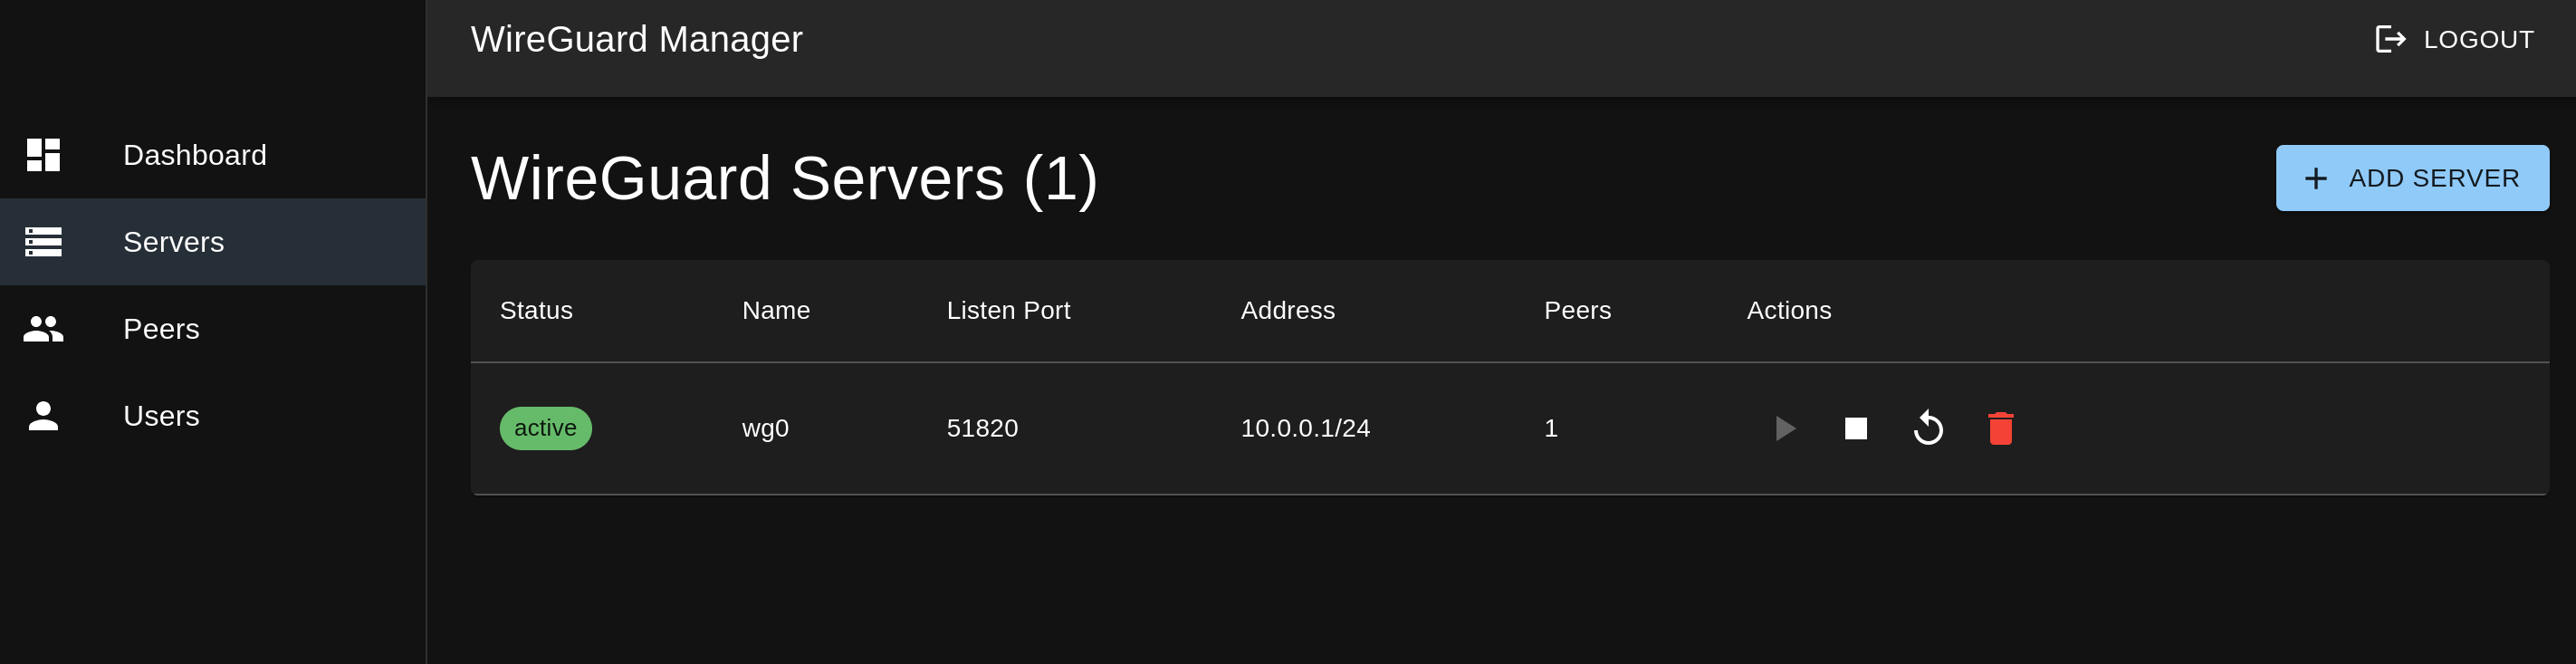 WireGuard Manager
LOGOUT
Dashboard
Servers
Peers
Users
WireGuard Servers (1)
ADD SERVER
Status Name Listen Port Address Peers Actions
active wg0 51820 10.0.0.1/24 1